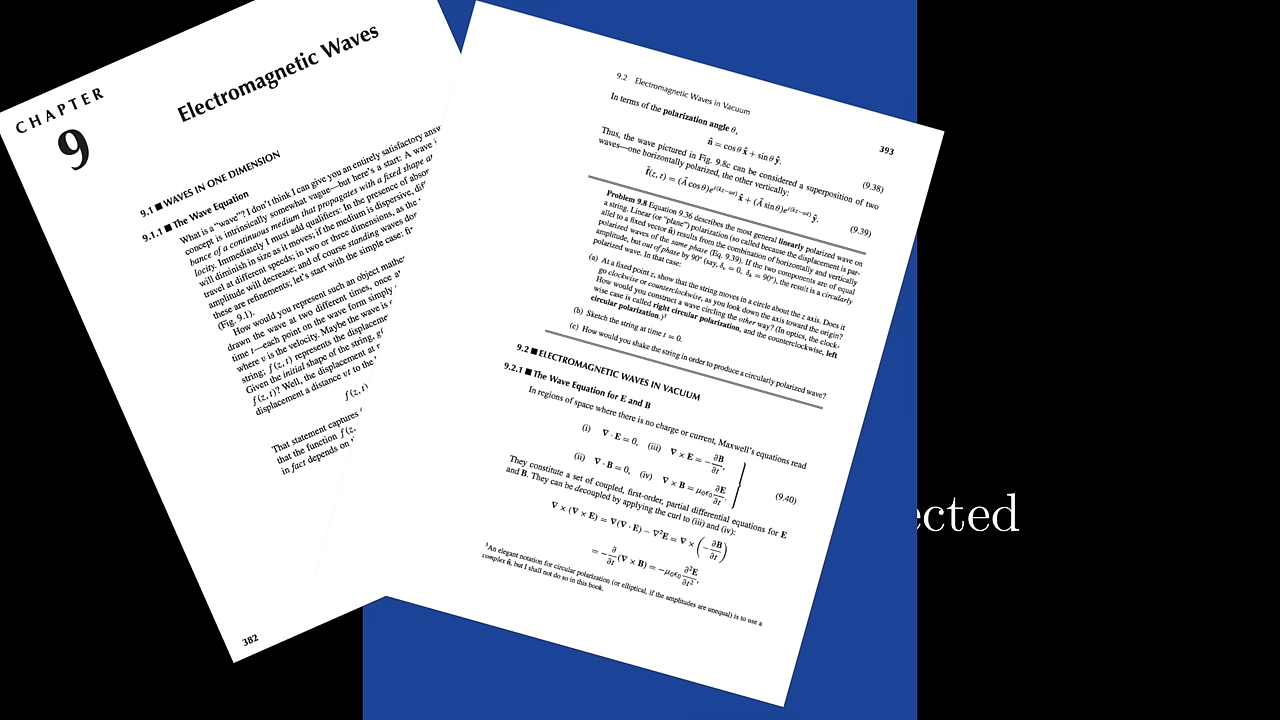 CHAPTER
9
Electromagnetic Waves
9.1 ■ WAVES IN ONE DIMENSION
9.1.1 ■ The Wave Equation
What is a "wave"? I don't think I can give you an entirely satisfactory
concept is intrinsically somewhat vague—but here's a start: A wave
bance of a continuous medium that propagates with a fixed shape
locity. Immediately I must add qualifiers: In the presence of
will diminish in size as it moves; if the medium is dispersive,
travel at different speeds; in two or three dimensions, as the
amplitude will decrease; and of course standing waves
these are refinements; let's start with the simple case:
(Fig. 9.1).
How would you represent such an object
drawn the wave at two different times, once
time t—each point on the wave form simply
where v is the velocity. Maybe the wave is
string; f(z, t) represents the
Given the initial shape of the string,
f(z, t)? Well, the displacement at
displacement a distance vt to the
f(z, t)
That statement captures
that the function f(z,
in fact depends on
382
9.2 Electromagnetic Waves in Vacuum
393
In terms of the polarization angle θ,
n̂ = cos θ x̂ + sin θ ŷ.
(9.38)
Thus, the wave pictured in Fig. 9.8c can be considered a superposition of two
waves—one horizontally polarized, the other vertically:
f̃(z, t) = (Ã cos θ)e^{i(kz−ωt)} x̂ + (Ã sin θ)e^{i(kz−ωt)} ŷ.
(9.39)
Problem 9.8 Equation 9.36 describes the most general linearly polarized wave on
a string. Linear (or "plane") polarization (so called because the displacement is par-
allel to a fixed vector n̂) results from the combination of horizontally and vertically
polarized waves of the same phase (Eq. 9.39). If the two components are of equal
amplitude, but out of phase by 90° (say, δᵥ = 0, δₕ = 90°), the result is a circularly
polarized wave. In that case:
(a) At a fixed point z, show that the string moves in a circle about the z axis. Does it
go clockwise or counterclockwise, as you look down the axis toward the origin?
How would you construct a wave circling the other way? (In optics, the clock-
wise case is called right circular polarization, and the counterclockwise, left
circular polarization.)³
(b) Sketch the string at time t = 0.
(c) How would you shake the string in order to produce a circularly polarized wave?
9.2 ■ ELECTROMAGNETIC WAVES IN VACUUM
9.2.1 ■ The Wave Equation for E and B
In regions of space where there is no charge or current, Maxwell's equations read
(i) ∇ · E = 0, (iii) ∇ × E = −∂B/∂t,
(ii) ∇ · B = 0, (iv) ∇ × B = μ₀ε₀ ∂E/∂t.
(9.40)
They constitute a set of coupled, first-order, partial differential equations for E
and B. They can be decoupled by applying the curl to (iii) and (iv):
∇ × (∇ × E) = ∇(∇ · E) − ∇²E = ∇ × (−∂B/∂t)
= −∂/∂t (∇ × B) = −μ₀ε₀ ∂²E/∂t²,
³An elegant notation for circular polarization (or elliptical, if the amplitudes are unequal) is to use a
complex n̂, but I shall not do so in this book.
ected